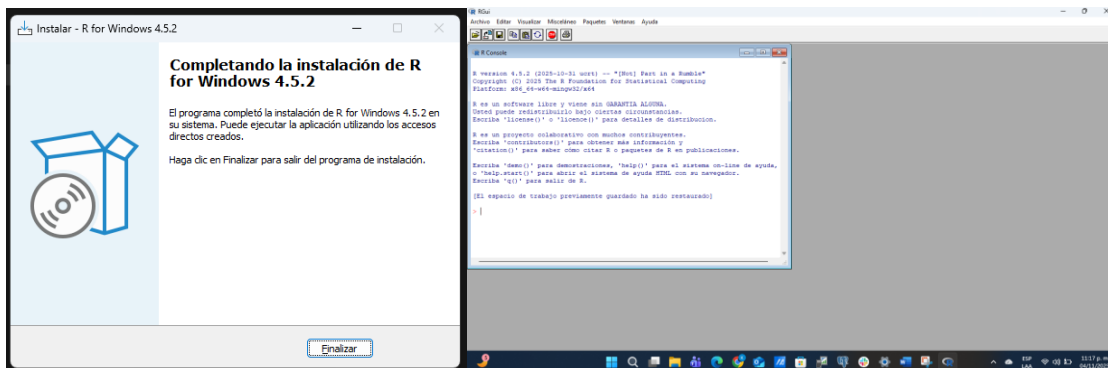 Instalar - R for Windows 4.5.2
Completando la instalación de R
for Windows 4.5.2
El programa completó la instalación de R for Windows 4.5.2 en
su sistema. Puede ejecutar la aplicación utilizando los accesos
directos creados.
Haga clic en Finalizar para salir del programa de instalación.
Finalizar
RGui
Archivo Editar Visualizar Misceláneo Paquetes Ventanas Ayuda
R Console
R version 4.5.2 (2025-10-31 ucrt) -- "[Not] Part in a Rumble"
Copyright (C) 2025 The R Foundation for Statistical Computing
Platform: x86_64-w64-mingw32/x64
R es un software libre y viene sin GARANTIA ALGUNA.
Usted puede redistribuirlo bajo ciertas circunstancias.
Escriba 'license()' o 'licence()' para detalles de distribucion.
R es un proyecto colaborativo con muchos contribuyentes.
Escriba 'contributors()' para obtener más información y
'citation()' para saber cómo citar R o paquetes de R en publicaciones.
Escriba 'demo()' para demostraciones, 'help()' para el sistema on-line de ayuda,
o 'help.start()' para abrir el sistema de ayuda HTML con su navegador.
Escriba 'q()' para salir de R.
[El espacio de trabajo previamente guardado ha sido restaurado]
>
ESP
LAA
11:17 p. m.